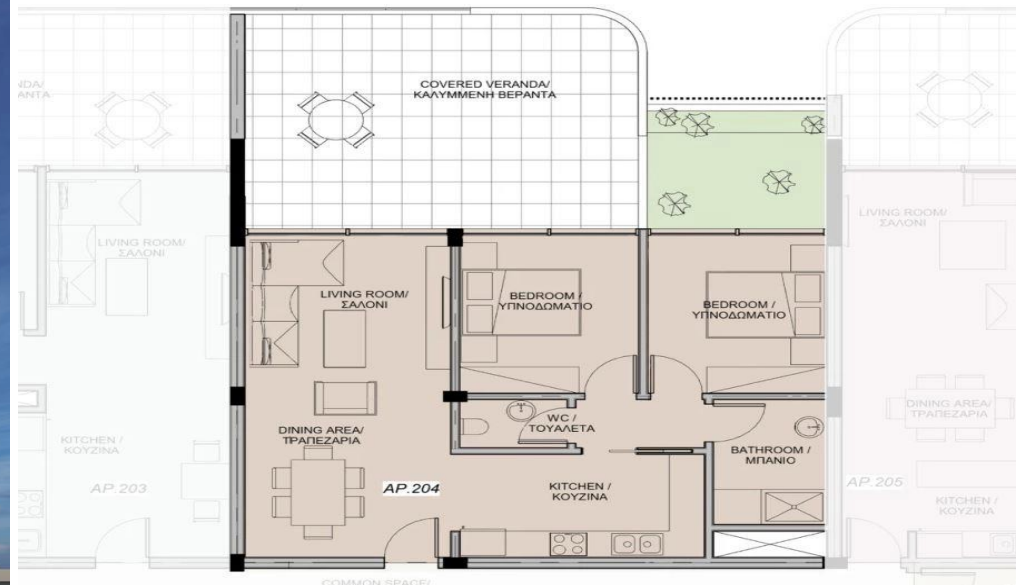 COVERED VERANDA/
ΚΑΛΥΜΜΕΝΗ ΒΕΡΑΝΤΑ
NDA/
ΑΝΤΑ
LIVING ROOM/
ΣΑΛΟΝΙ
LIVING ROOM/
ΣΑΛΟΝΙ
BEDROOM /
ΥΠΝΟΔΩΜΑΤΙΟ
BEDROOM /
ΥΠΝΟΔΩΜΑΤΙΟ
LIVING ROOM/
ΣΑΛΟΝΙ
DINING AREA/
ΤΡΑΠΕΖΑΡΙΑ
WC /
ΤΟΥΑΛΕΤΑ
BATHROOM /
ΜΠΑΝΙΟ
DINING AREA/
ΤΡΑΠΕΖΑΡΙΑ
KITCHEN /
ΚΟΥΖΙΝΑ
AP.203
AP.204
KITCHEN /
ΚΟΥΖΙΝΑ
AP.205
KITCHEN /
ΚΟΥΖΙΝΑ
COMMON SPACE/